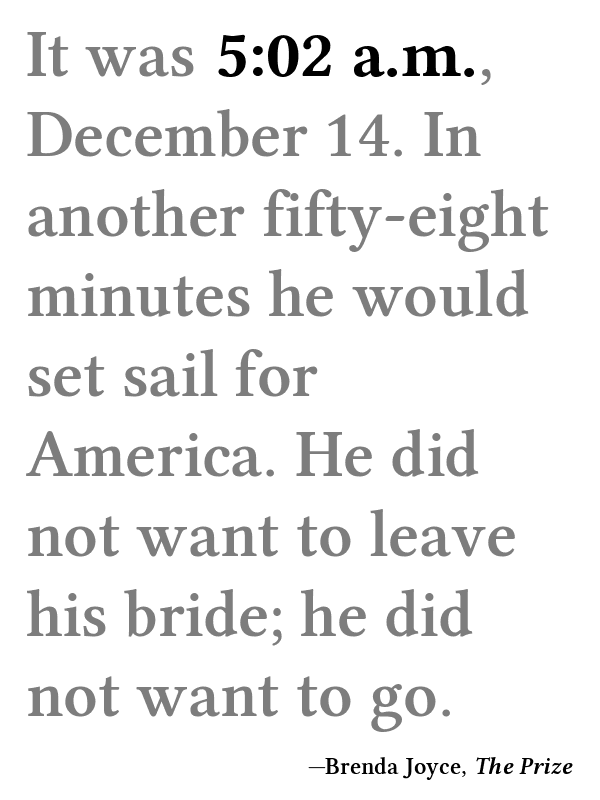 It was 5:02 a.m.,
December 14. In
another fifty-eight
minutes he would
set sail for
America. He did
not want to leave
his bride; he did
not want to go.
—Brenda Joyce, The Prize